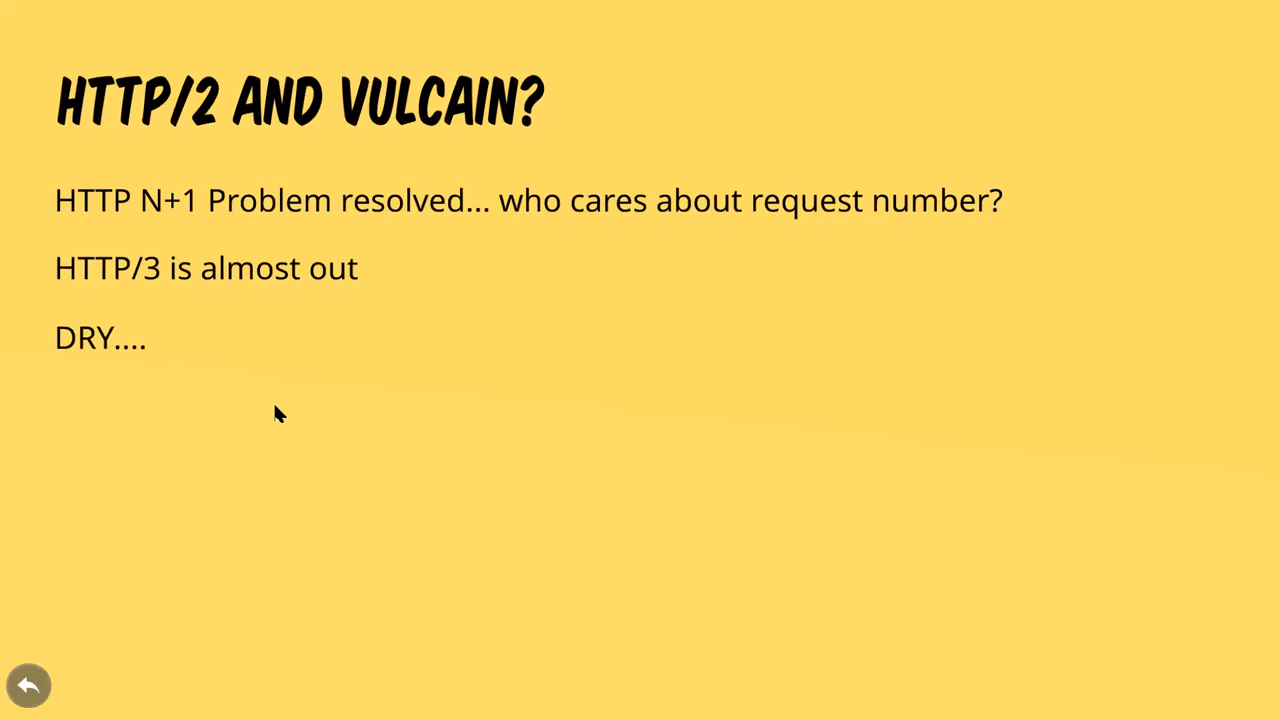 HTTP/2 AND VULCAIN?
HTTP N+1 Problem resolved... who cares about request number?
HTTP/3 is almost out
DRY....